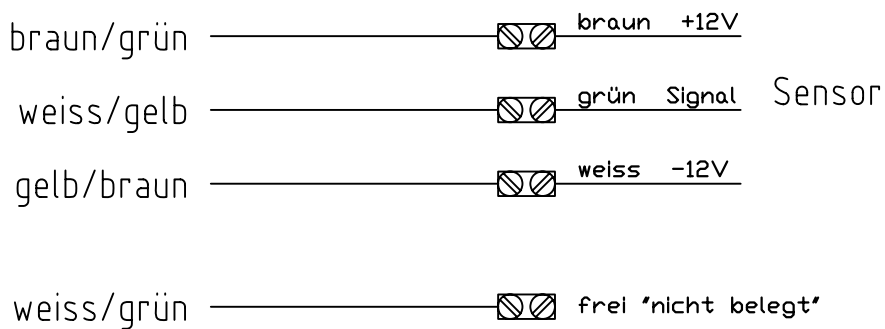 braun/grün braun +12V
weiss/gelb grün Signal Sensor
gelb/braun weiss -12V
weiss/grün frei "nicht belegt"